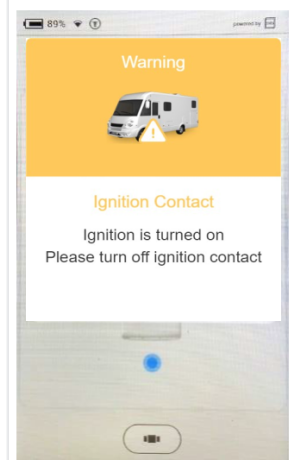 89%
powered by
Warning
Ignition Contact
Ignition is turned on
Please turn off ignition contact